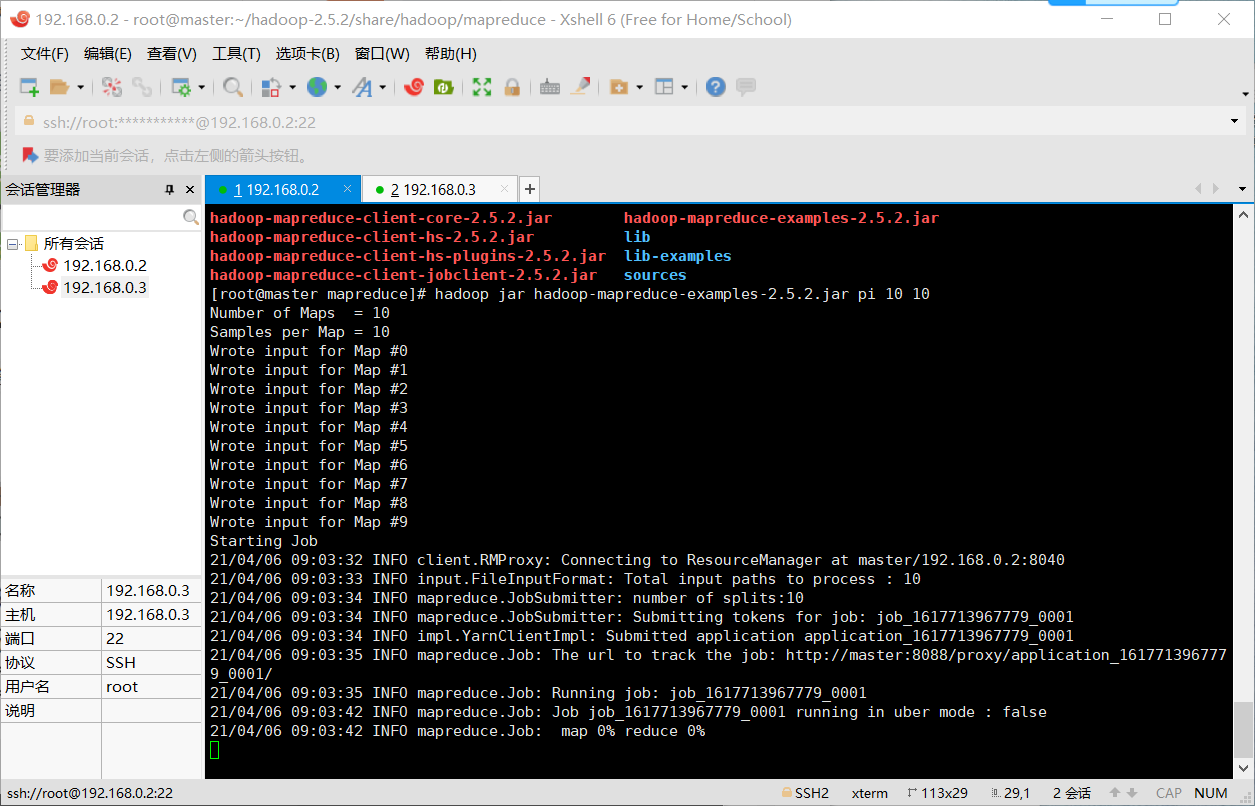 192.168.0.2 - root@master:~/hadoop-2.5.2/share/hadoop/mapreduce - Xshell 6 (Free for Home/School)
文件(F) 编辑(E) 查看(V) 工具(T) 选项卡(B) 窗口(W) 帮助(H)
ssh://root:***********@192.168.0.2:22
要添加当前会话，点击左侧的箭头按钮。
会话管理器
1 192.168.0.2
2 192.168.0.3
所有会话
192.168.0.2
192.168.0.3
名称 192.168.0.3
主机 192.168.0.3
端口 22
协议 SSH
用户名 root
说明
hadoop-mapreduce-client-core-2.5.2.jar hadoop-mapreduce-examples-2.5.2.jar
hadoop-mapreduce-client-hs-2.5.2.jar lib
hadoop-mapreduce-client-hs-plugins-2.5.2.jar lib-examples
hadoop-mapreduce-client-jobclient-2.5.2.jar sources
[root@master mapreduce]# hadoop jar hadoop-mapreduce-examples-2.5.2.jar pi 10 10
Number of Maps  = 10
Samples per Map = 10
Wrote input for Map #0
Wrote input for Map #1
Wrote input for Map #2
Wrote input for Map #3
Wrote input for Map #4
Wrote input for Map #5
Wrote input for Map #6
Wrote input for Map #7
Wrote input for Map #8
Wrote input for Map #9
Starting Job
21/04/06 09:03:32 INFO client.RMProxy: Connecting to ResourceManager at master/192.168.0.2:8040
21/04/06 09:03:33 INFO input.FileInputFormat: Total input paths to process : 10
21/04/06 09:03:34 INFO mapreduce.JobSubmitter: number of splits:10
21/04/06 09:03:34 INFO mapreduce.JobSubmitter: Submitting tokens for job: job_1617713967779_0001
21/04/06 09:03:34 INFO impl.YarnClientImpl: Submitted application application_1617713967779_0001
21/04/06 09:03:35 INFO mapreduce.Job: The url to track the job: http://master:8088/proxy/application_161771396777
9_0001/
21/04/06 09:03:35 INFO mapreduce.Job: Running job: job_1617713967779_0001
21/04/06 09:03:42 INFO mapreduce.Job: Job job_1617713967779_0001 running in uber mode : false
21/04/06 09:03:42 INFO mapreduce.Job:  map 0% reduce 0%
ssh://root@192.168.0.2:22 SSH2 xterm 113x29 29,1 2 会话 CAP NUM